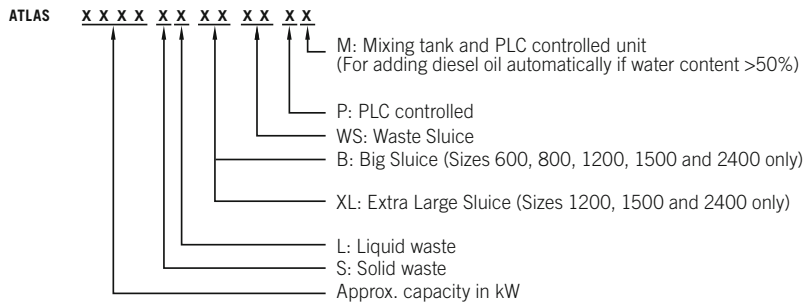 ATLAS X X X X X X X X X X X X
M: Mixing tank and PLC controlled unit
(For adding diesel oil automatically if water content >50%)
P: PLC controlled
WS: Waste Sluice
B: Big Sluice (Sizes 600, 800, 1200, 1500 and 2400 only)
XL: Extra Large Sluice (Sizes 1200, 1500 and 2400 only)
L: Liquid waste
S: Solid waste
Approx. capacity in kW